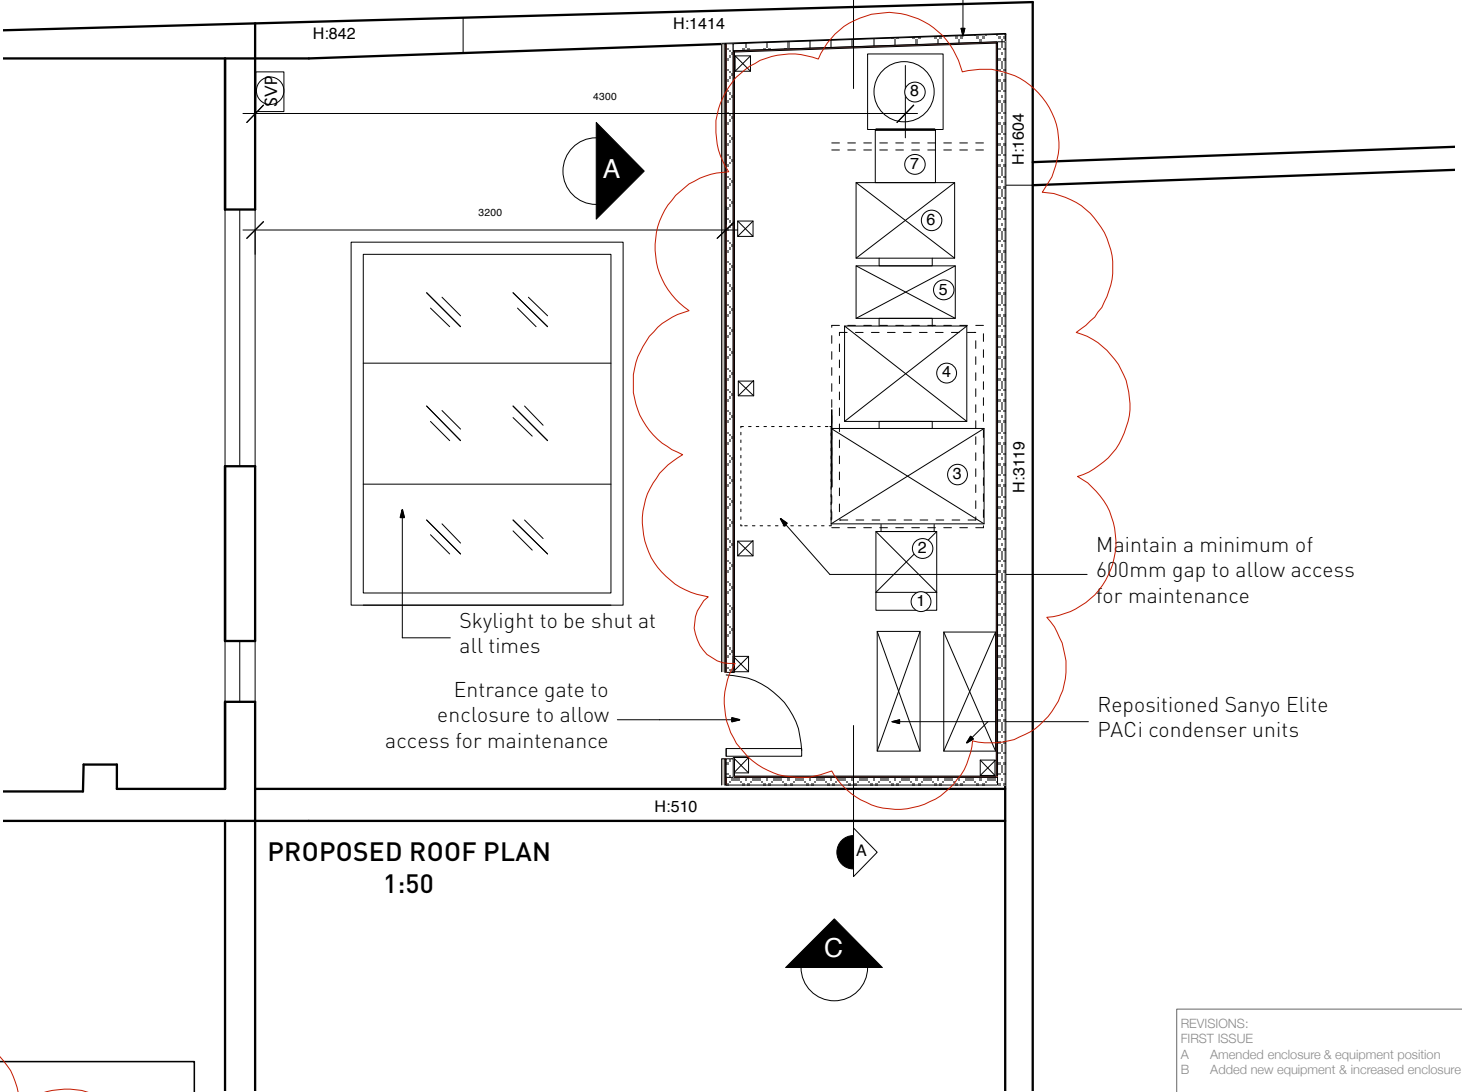 H:842
H:1414
SVP
4300
8
H:1604
7
A
3200
6
5
4
3
H:3119
2
Maintain a minimum of
600mm gap to allow access
for maintenance
1
Skylight to be shut at
all times
Entrance gate to
enclosure to allow
access for maintenance
Repositioned Sanyo Elite
PACi condenser units
H:510
PROPOSED ROOF PLAN
1:50
A
C
REVISIONS:
FIRST ISSUE
A Amended enclosure & equipment position
B Added new equipment & increased enclosure